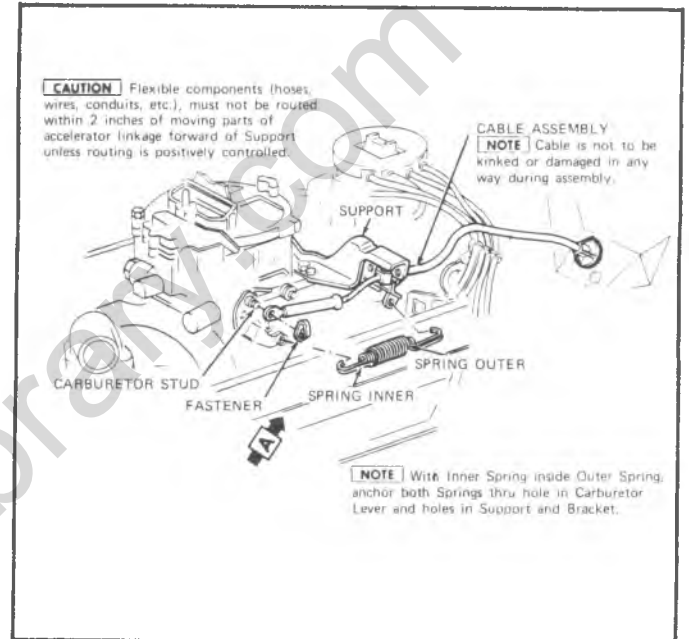 CAUTION Flexible components (hoses,
wires, conduits, etc.), must not be routed
within 2 inches of moving parts of
accelerator linkage forward of Support
unless routing is positively controlled.
CABLE ASSEMBLY
NOTE Cable is not to be
kinked or damaged in any
way during assembly.
SUPPORT
SPRING OUTER
CARBURETOR STUD
SPRING INNER
FASTENER
A
NOTE With Inner Spring inside Outer Spring,
anchor both Springs thru hole in Carburetor
Lever and holes in Support and Bracket.
brary.com